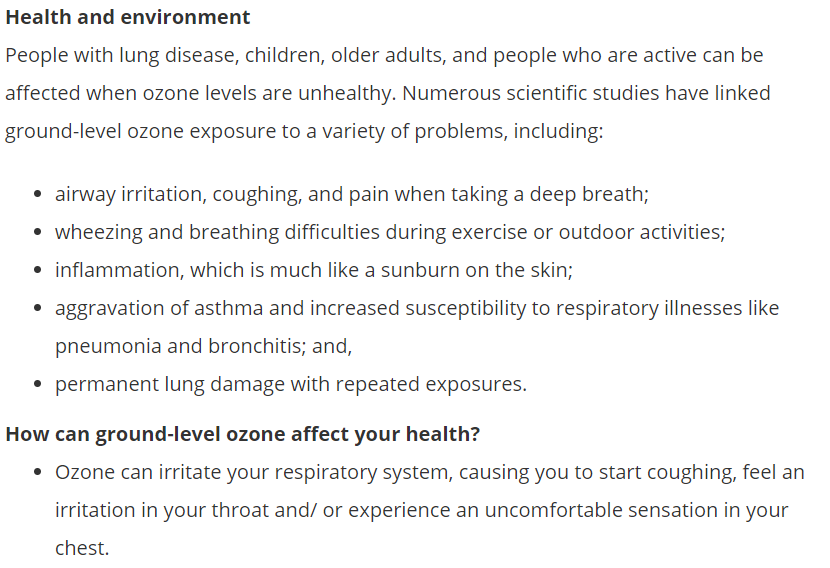 Health and environment
People with lung disease, children, older adults, and people who are active can be
affected when ozone levels are unhealthy. Numerous scientific studies have linked
ground-level ozone exposure to a variety of problems, including:
• airway irritation, coughing, and pain when taking a deep breath;
• wheezing and breathing difficulties during exercise or outdoor activities;
• inflammation, which is much like a sunburn on the skin;
• aggravation of asthma and increased susceptibility to respiratory illnesses like
pneumonia and bronchitis; and,
• permanent lung damage with repeated exposures.
How can ground-level ozone affect your health?
• Ozone can irritate your respiratory system, causing you to start coughing, feel an
irritation in your throat and/ or experience an uncomfortable sensation in your
chest.